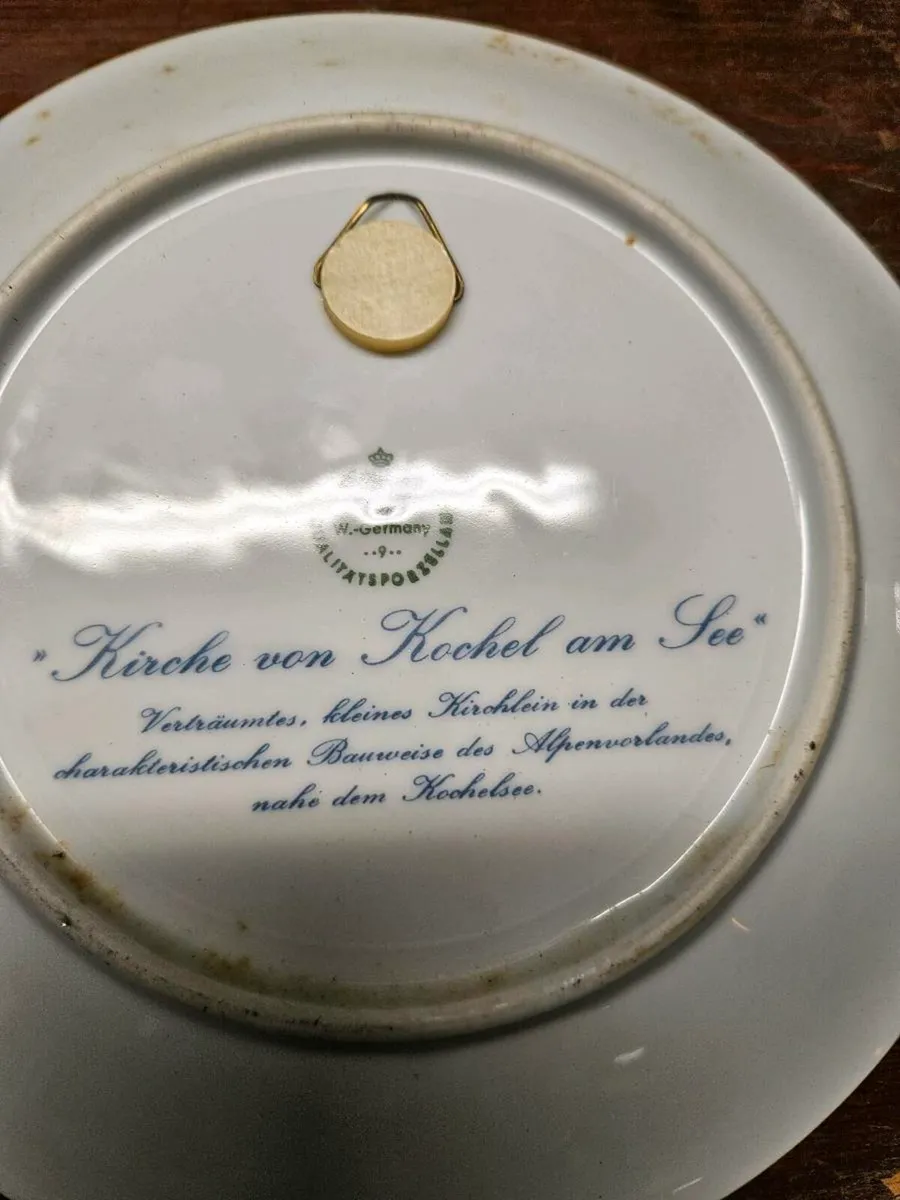 W.-Germany
··9··
ALITÄTSPORZELLAN
»Kirche von Kochel am See«
Verträumtes, kleines Kirchlein in der
charakteristischen Bauweise des Alpenvorlandes,
nahe dem Kochelsee.